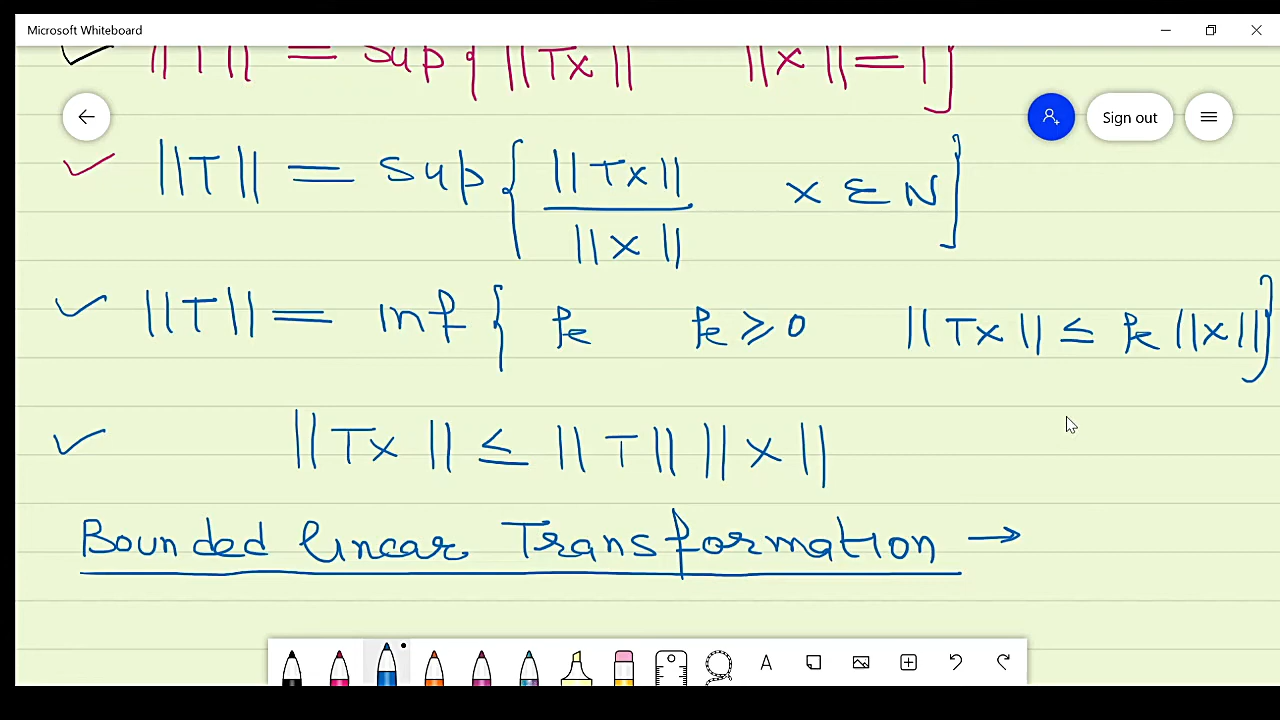 Microsoft Whiteboard
||T|| = Sup{ ||Tx|| ||x||=1}
Sign out
||T|| = Sup{ ||Tx|| / ||x|| x ∈ N}
||T|| = Inf { k k ⩾ 0 ||Tx|| ≤ k ||x||}
||Tx|| ≤ ||T|| ||x||
Bounded linear Transformation →